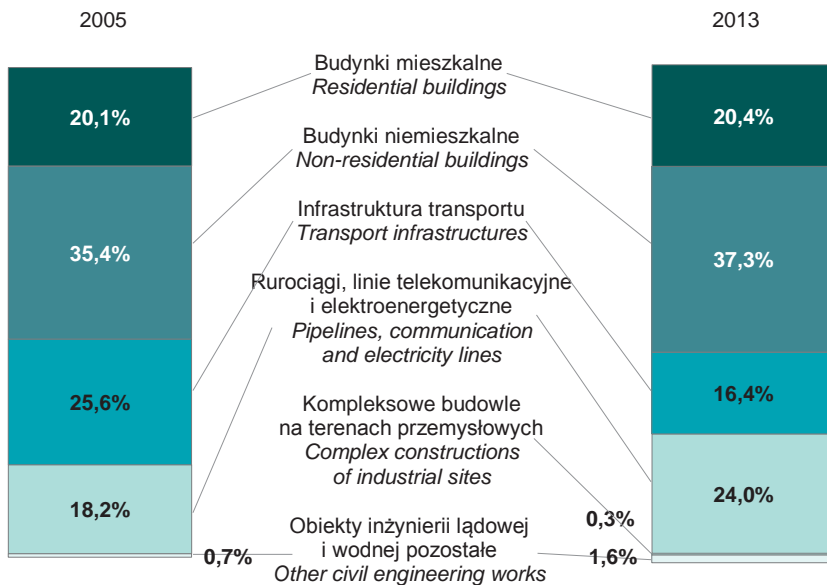 2005
2013
Budynki mieszkalne
Residential buildings
20,1%
20,4%
Budynki niemieszkalne
Non-residential buildings
Infrastruktura transportu
Transport infrastructures
35,4%
37,3%
Rurociągi, linie telekomunikacyjne
i elektroenergetyczne
Pipelines, communication
and electricity lines
25,6%
16,4%
Kompleksowe budowle
na terenach przemysłowych
Complex constructions
of industrial sites
18,2%
24,0%
0,3%
Obiekty inżynierii lądowej
i wodnej pozostałe
Other civil engineering works
0,7%
1,6%